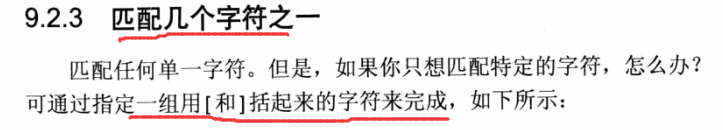 9.2.3 匹配几个字符之一
匹配任何单一字符。但是，如果你只想匹配特定的字符，怎么办？
可通过指定一组用[和]括起来的字符来完成，如下所示：